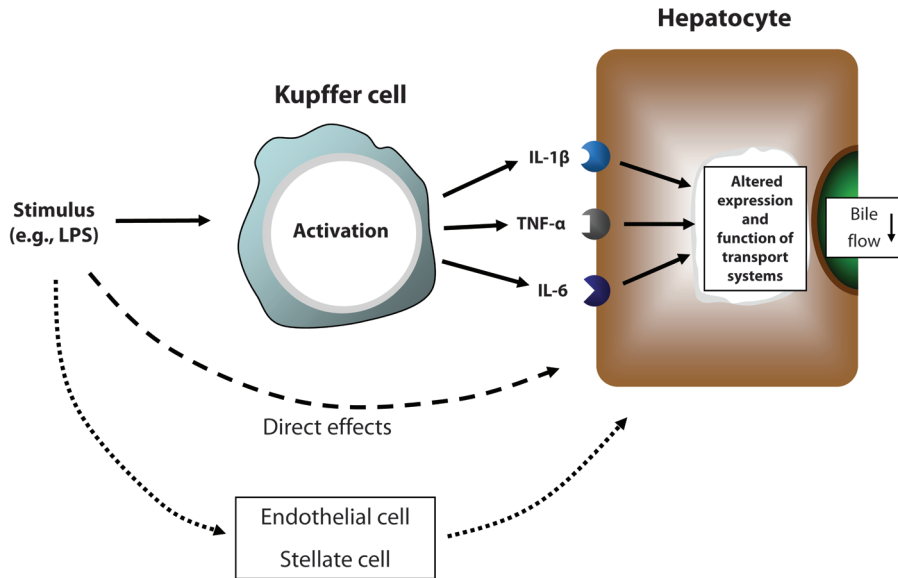 Hepatocyte
Kupffer cell
Stimulus
(e.g., LPS)
Activation
IL-1β
TNF-α
IL-6
Altered
expression
and
function of
transport
systems
Bile
flow
Direct effects
Endothelial cell
Stellate cell